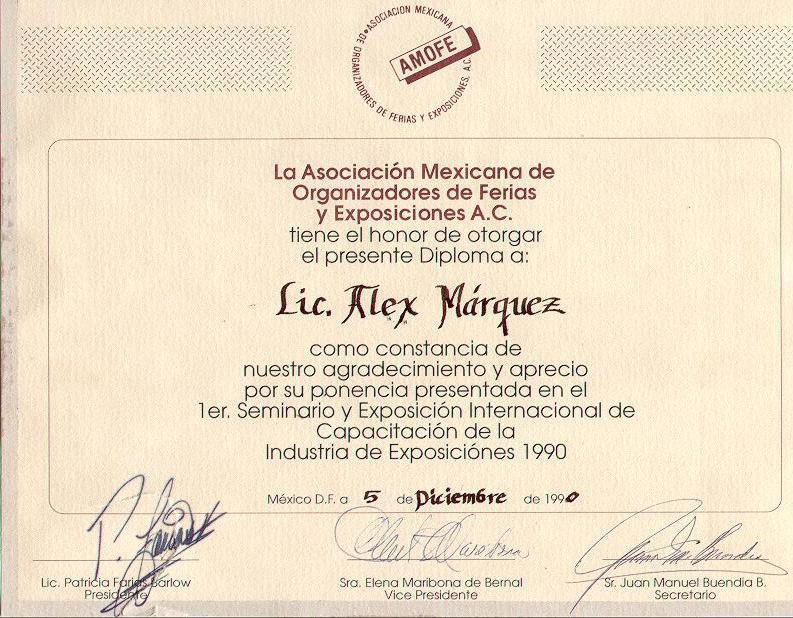 ASOCIACION MEXICANA
DE ORGANIZADORES DE FERIAS Y EXPOSICIONES, A.C.
AMOFE
La Asociación Mexicana de
Organizadores de Ferias
y Exposiciones A.C.
tiene el honor de otorgar
el presente Diploma a:
Lic. Alex Márquez
como constancia de
nuestro agradecimiento y aprecio
por su ponencia presentada en el
1er. Seminario y Exposición Internacional de
Capacitación de la
Industria de Exposiciónes 1990
México D.F. a 5 de Diciembre de 1990
Lic. Patricia Farías Barlow
Presidente
Sra. Elena Maribona de Bernal
Vice Presidente
Sr. Juan Manuel Buendia B.
Secretario